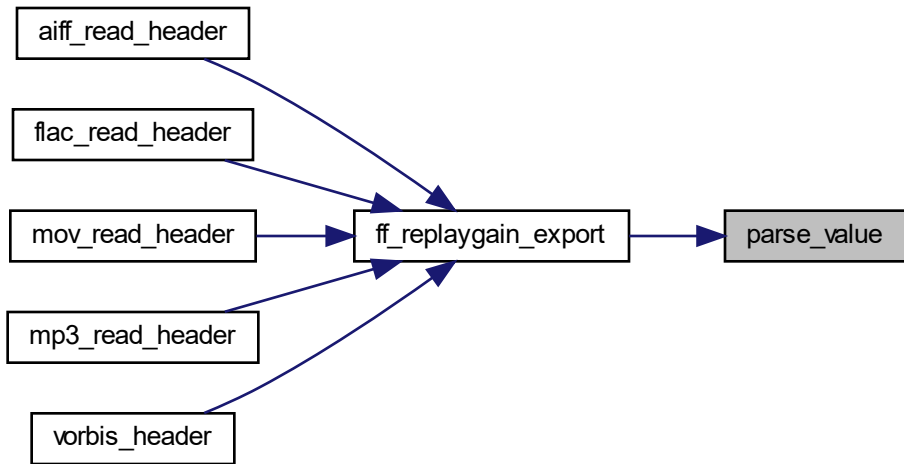 aiff_read_header
flac_read_header
mov_read_header
ff_replaygain_export
parse_value
mp3_read_header
vorbis_header